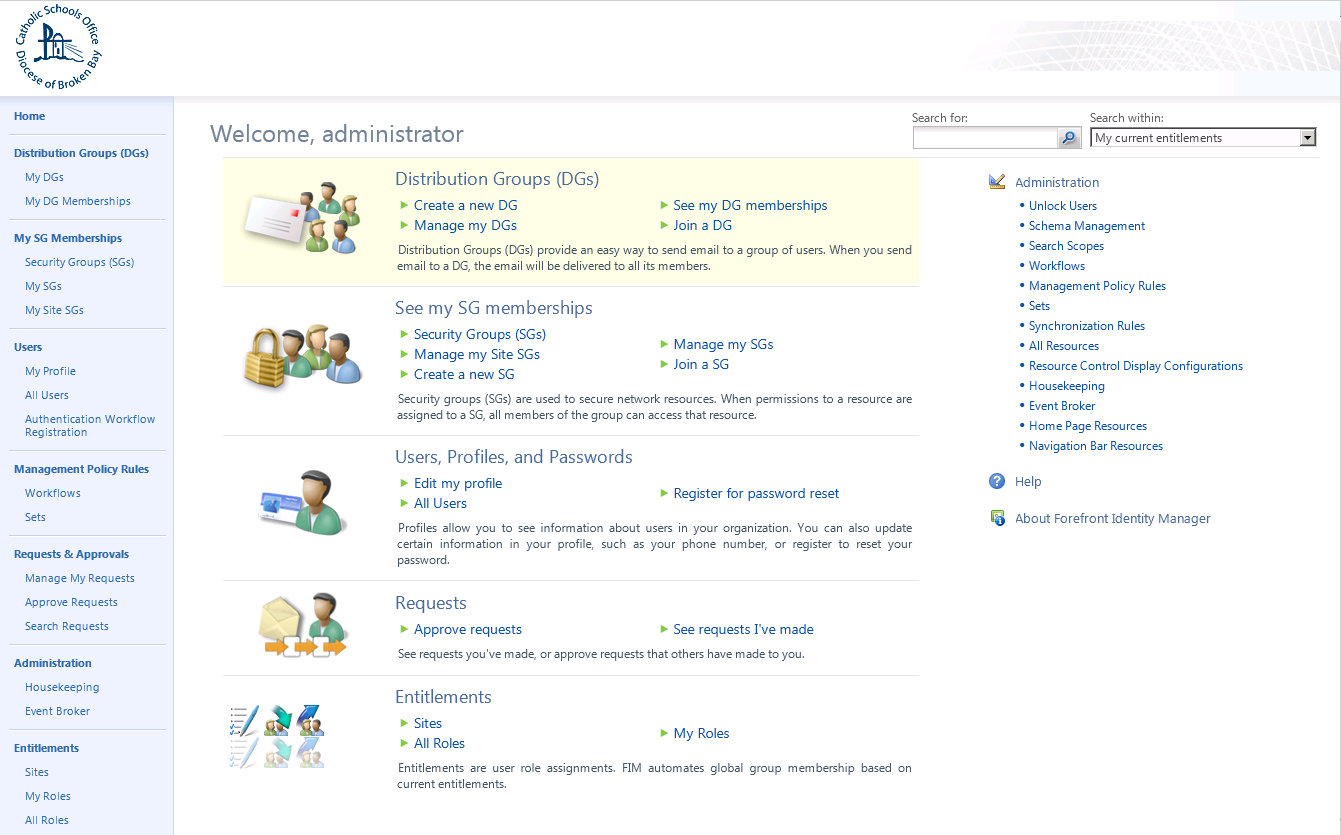 Catholic Schools Office
Diocese of Broken Bay
Home
Distribution Groups (DGs)
My DGs
My DG Memberships
My SG Memberships
Security Groups (SGs)
My SGs
My Site SGs
Users
My Profile
All Users
Authentication Workflow
Registration
Management Policy Rules
Workflows
Sets
Requests & Approvals
Manage My Requests
Approve Requests
Search Requests
Administration
Housekeeping
Event Broker
Entitlements
Sites
My Roles
All Roles
Welcome, administrator
Search for:
Search within:
My current entitlements
Distribution Groups (DGs)
Create a new DG
See my DG memberships
Manage my DGs
Join a DG
Distribution Groups (DGs) provide an easy way to send email to a group of users. When you send
email to a DG, the email will be delivered to all its members.
See my SG memberships
Security Groups (SGs)
Manage my Site SGs
Create a new SG
Manage my SGs
Join a SG
Security groups (SGs) are used to secure network resources. When permissions to a resource are
assigned to a SG, all members of the group can access that resource.
Users, Profiles, and Passwords
Edit my profile
All Users
Register for password reset
Profiles allow you to see information about users in your organization. You can also update
certain information in your profile, such as your phone number, or register to reset your
password.
Requests
Approve requests
See requests I've made
See requests you've made, or approve requests that others have made to you.
Entitlements
Sites
All Roles
My Roles
Entitlements are user role assignments. FIM automates global group membership based on
current entitlements.
Administration
Unlock Users
Schema Management
Search Scopes
Workflows
Management Policy Rules
Sets
Synchronization Rules
All Resources
Resource Control Display Configurations
Housekeeping
Event Broker
Home Page Resources
Navigation Bar Resources
Help
About Forefront Identity Manager